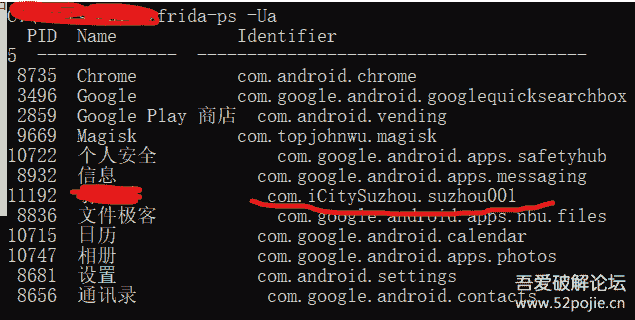 frida-ps -Ua
PID Name Identifier
5 ------------- ---------------------------------------
8735 Chrome com.android.chrome
3496 Google com.google.android.googlequicksearchbox
2859 Google Play 商店 com.android.vending
9669 Magisk com.topjohnwu.magisk
10722 个人安全 com.google.android.apps.safetyhub
8932 信息 com.google.android.apps.messaging
11192 com.iCitySuzhou.suzhou001
8836 文件极客 com.google.android.apps.nbu.files
10715 日历 com.google.android.calendar
10747 相册 com.google.android.apps.photos
8681 设置 com.android.settings
8656 通讯录 com.google.android.contacts
吾爱破解论坛
www.52pojie.cn